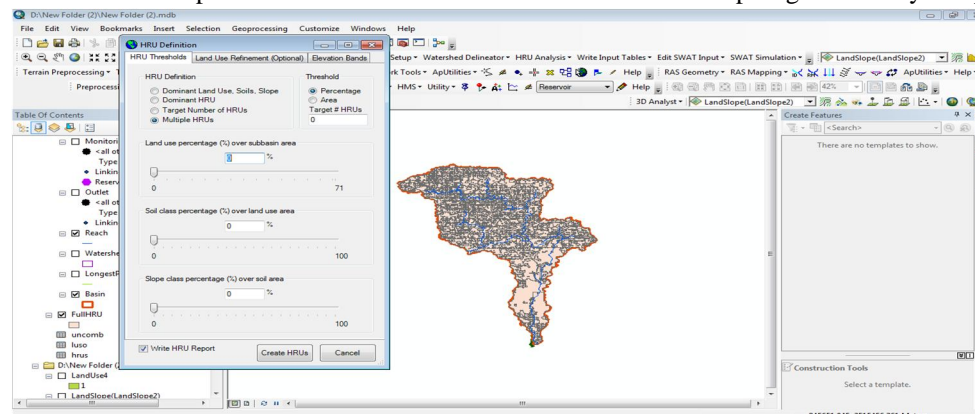 D:\New Folder (2)\New Folder (2).mdb
File Edit View Bookmarks Insert Selection Geoprocessing Customize Windows Help
Setup Watershed Delineator HRU Analysis Write Input Tables Edit SWAT Input SWAT Simulation LandSlope(LandSlope2)
Terrain Preprocessing
rk Tools ApUtilities Help RAS Geometry RAS Mapping ApUtilities Help
Preprocessi
HMS Utility Reservoir Help 42%
3D Analyst LandSlope(LandSlope2)
Table Of Contents
Monitori
<all ot
Type
Linkin
Reserv
Outlet
<all ot
Type
Linkin
Reach
Watershe
LongestP
Basin
FullHRU
uncomb
luso
hrus
D:\New Folder (2
LandUse4
1
LandSlope(LandSlope2)
HRU Definition
HRU Thresholds Land Use Refinement (Optional) Elevation Bands
HRU Definition
Dominant Land Use, Soils, Slope
Dominant HRU
Target Number of HRUs
Multiple HRUs
Threshold
Percentage
Area
Target # HRUs
0
Land use percentage (%) over subbasin area
0 %
0 71
Soil class percentage (%) over land use area
0 %
0 100
Slope class percentage (%) over soil area
0 %
0 100
Write HRU Report Create HRUs Cancel
Create Features
<Search>
There are no templates to show.
Construction Tools
Select a template.